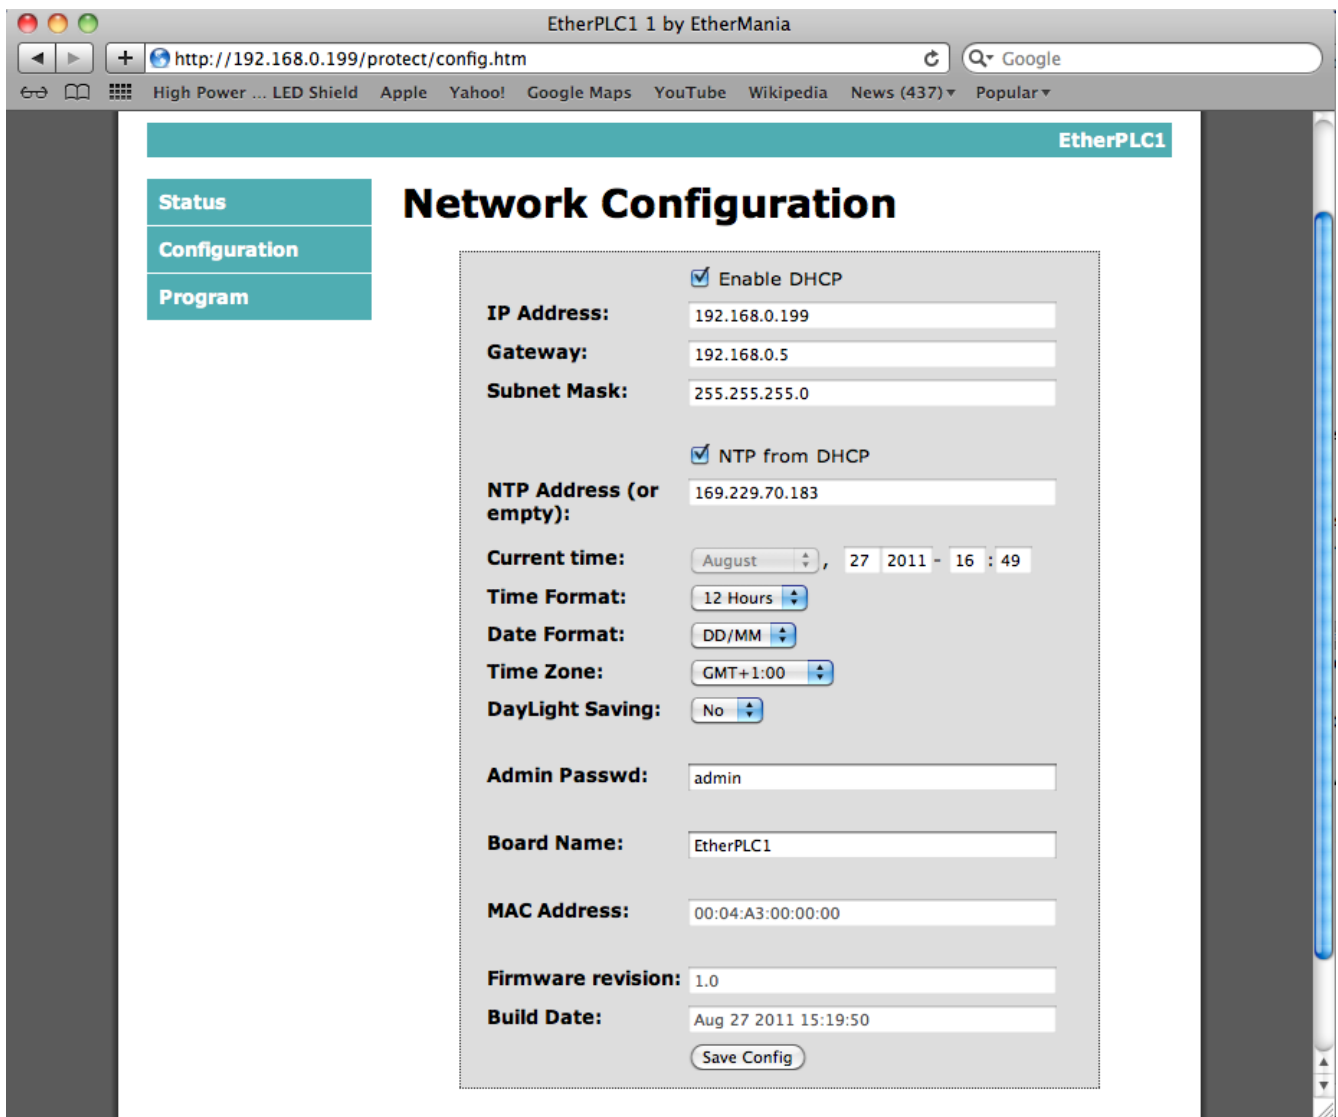 EtherPLC1 1 by EtherMania
http://192.168.0.199/protect/config.htm
Google
High Power ... LED Shield Apple Yahoo! Google Maps YouTube Wikipedia News (437) Popular
EtherPLC1
Status
Configuration
Program
Network Configuration
Enable DHCP
IP Address: 192.168.0.199
Gateway: 192.168.0.5
Subnet Mask: 255.255.255.0
NTP from DHCP
NTP Address (or empty): 169.229.70.183
Current time: August , 27 2011 - 16 : 49
Time Format: 12 Hours
Date Format: DD/MM
Time Zone: GMT+1:00
DayLight Saving: No
Admin Passwd: admin
Board Name: EtherPLC1
MAC Address: 00:04:A3:00:00:00
Firmware revision: 1.0
Build Date: Aug 27 2011 15:19:50
Save Config